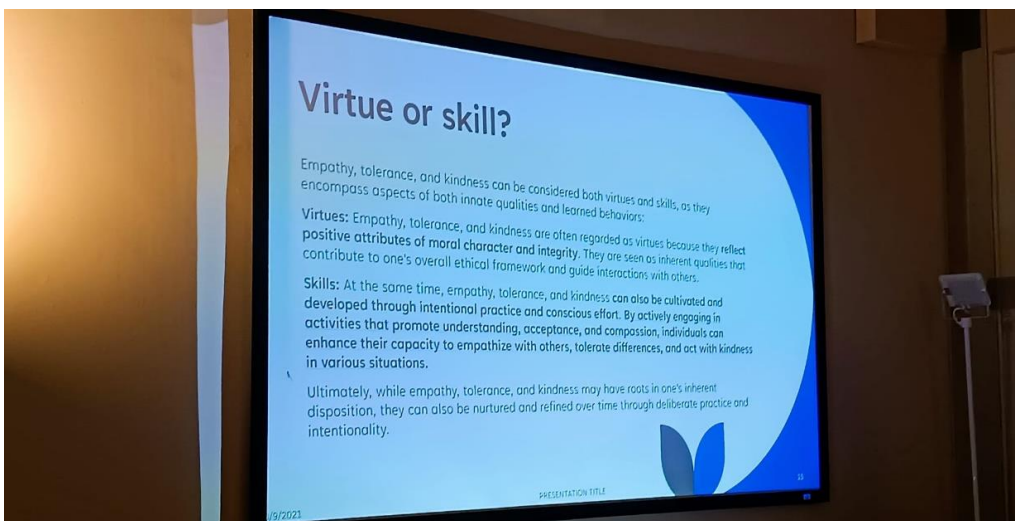 Virtue or skill?
Empathy, tolerance, and kindness can be considered both virtues and skills, as they
encompass aspects of both innate qualities and learned behaviors:
Virtues: Empathy, tolerance, and kindness are often regarded as virtues because they reflect
positive attributes of moral character and integrity. They are seen as inherent qualities that
contribute to one's overall ethical framework and guide interactions with others.
Skills: At the same time, empathy, tolerance, and kindness can also be cultivated and
developed through intentional practice and conscious effort. By actively engaging in
activities that promote understanding, acceptance, and compassion, individuals can
enhance their capacity to empathize with others, tolerate differences, and act with kindness
in various situations.
Ultimately, while empathy, tolerance, and kindness may have roots in one's inherent
disposition, they can also be nurtured and refined over time through deliberate practice and
intentionality.
/9/2021
PRESENTATION TITLE